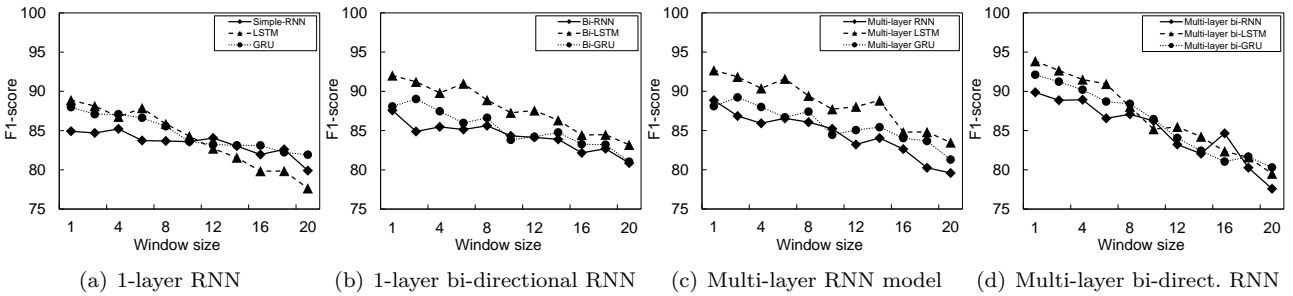 100
95
90
85
80
75
F1-score
1 4 8 12 16 20
Window size
Simple-RNN
LSTM
GRU
(a) 1-layer RNN
100
95
90
85
80
75
F1-score
1 4 8 12 16 20
Window size
Bi-RNN
Bi-LSTM
Bi-GRU
(b) 1-layer bi-directional RNN
100
95
90
85
80
75
F1-score
1 4 8 12 16 20
Window size
Multi-layer RNN
Multi-layer LSTM
Multi-layer GRU
(c) Multi-layer RNN model
100
95
90
85
80
75
F1-score
1 4 8 12 16 20
Window size
Multi-layer bi-RNN
Multi-layer bi-LSTM
Multi-layer bi-GRU
(d) Multi-layer bi-direct. RNN